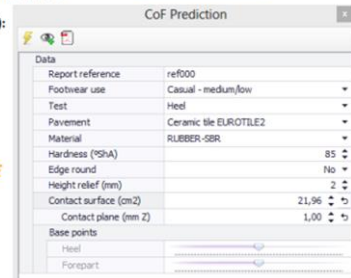 ):
CoF Prediction
x
Data
Report reference ref000
Footwear use Casual - medium/low
Test Heel
Pavement Ceramic tile EUROTILE2
Material RUBBER-SBR
Hardness (ºShA) 85
Edge round No
Height relief (mm) 2
Contact surface (cm2) 21,96
Contact plane (mm Z) 1,00
Base points
Heel
Forepart